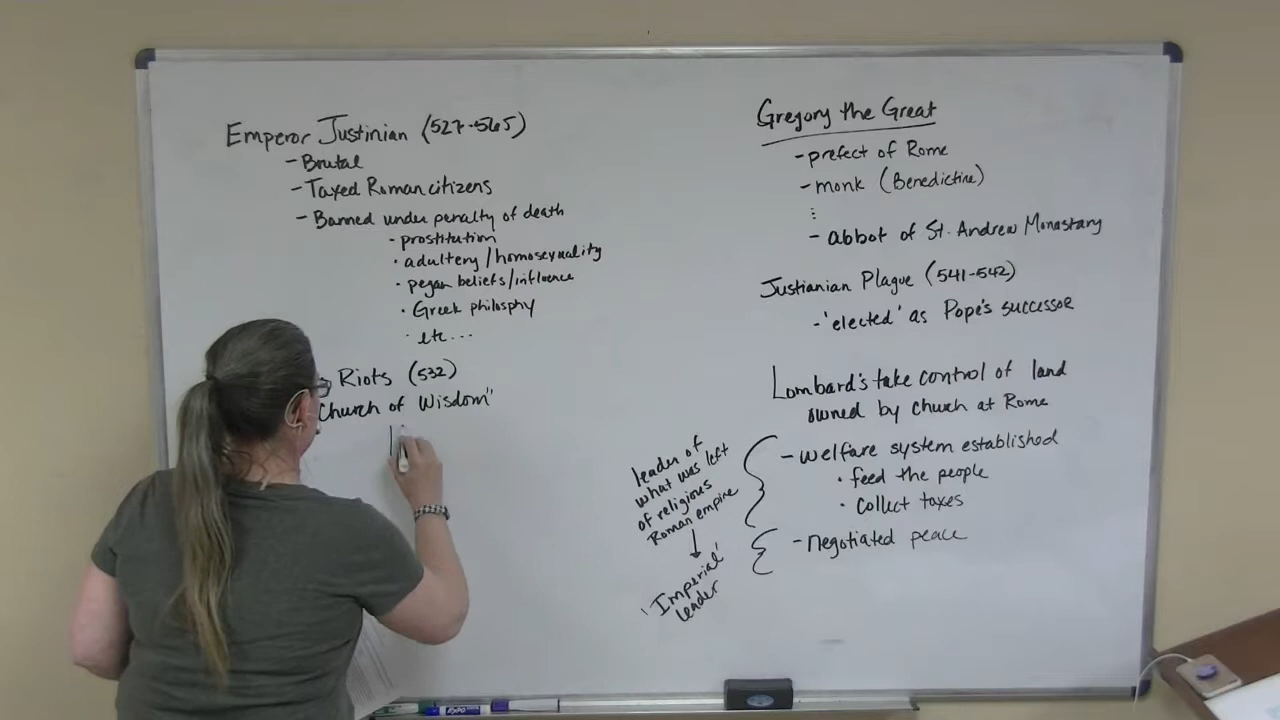 Emperor Justinian (527-565)
- Brutal
- Taxed Roman citizens
- Banned under penalty of death
· prostitution
· adultery/homosexuality
· pegan beliefs/influence
· Greek philosphy
· etc...
Riots (532)
Church of Wisdom"
Gregory the Great
- prefect of Rome
- monk (Benedictine)
⋮
- abbot of St. Andrew Monastary
Justianian Plague (541-542)
- 'elected' as Pope's successor
Lombard's take control of land
owned by church at Rome
- welfare system established
· feed the people
· Collect taxes
- negotiated peace
leader of
what was left
of religious
Roman empire
↓
'Imperial'
leader
EXPO